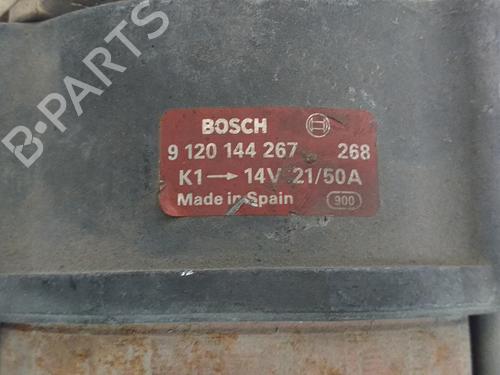 B-PARTS
BOSCH
9 120 144 267 268
K1→14V 21/50A
Made in Spain 900